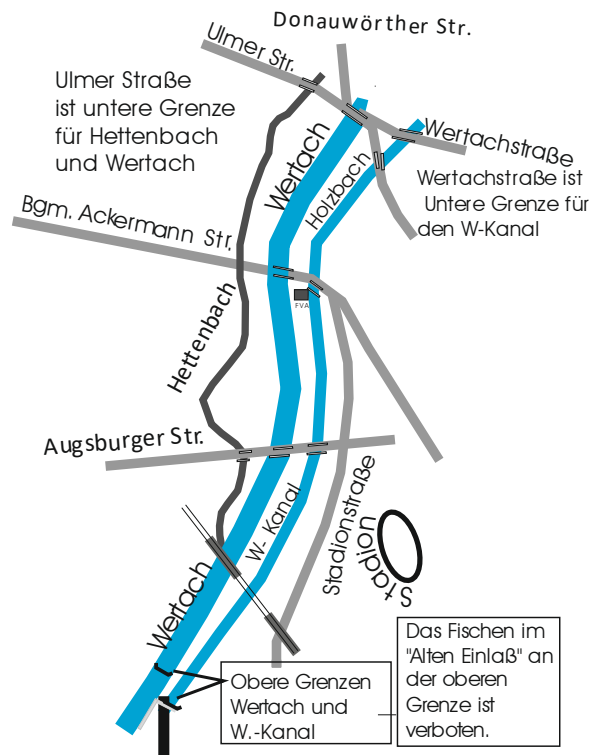 Donauwörther Str.
Ulmer Str.
Ulmer Straße
ist untere Grenze
für Hettenbach
und Wertach
Wertach
Holzbach
Wertachstraße
Wertachstraße ist
Untere Grenze für
den W-Kanal
Bgm. Ackermann Str.
FVA
Hettenbach
Augsburger Str.
W- Kanal
Stadionstraße
Stadion
Wertach
Das Fischen im
"Alten Einlaß" an
der oberen
Grenze ist
verboten.
Obere Grenzen
Wertach und
W.-Kanal